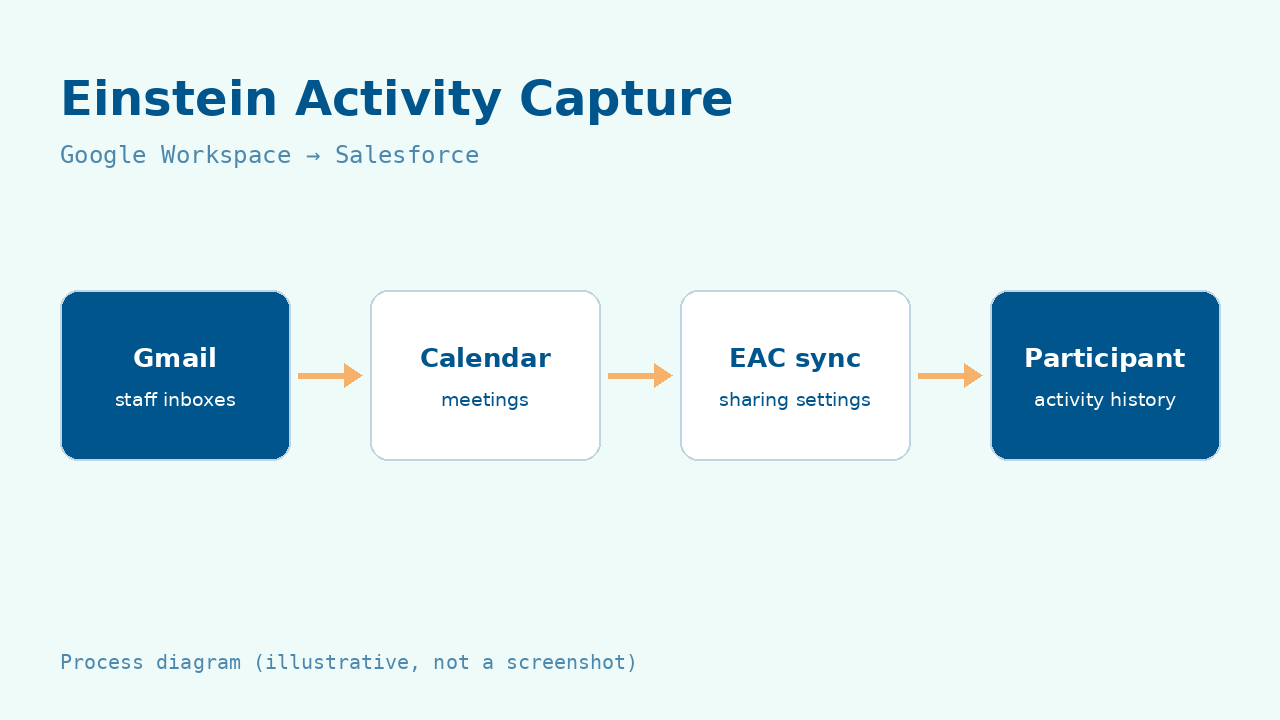 Einstein Activity Capture
Google Workspace → Salesforce
Gmail
staff inboxes
Calendar
meetings
EAC sync
sharing settings
Participant
activity history
Process diagram (illustrative, not a screenshot)